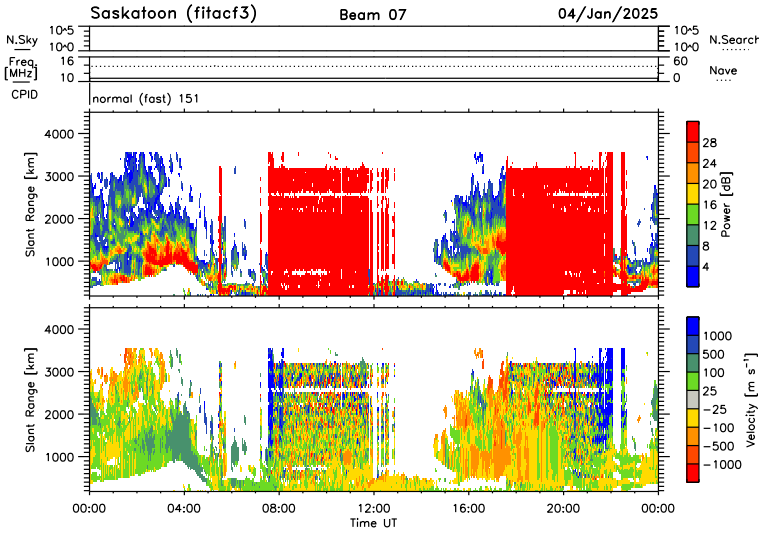 Saskatoon (fitacf3) Beam 07 04/Jan/2025
N.Sky 10^5 10^0 10^5 10^0 N.Search
Freq. [MHz] 16 10 60 0 Nave
CPID normal (fast) 151
Slant Range [km]
4000
3000
2000
1000
Power [dB]
28
24
20
16
12
8
4
Slant Range [km]
4000
3000
2000
1000
Velocity [m s^-1]
1000
500
100
25
-25
-100
-500
-1000
00:00 04:00 08:00 12:00 16:00 20:00 00:00
Time UT